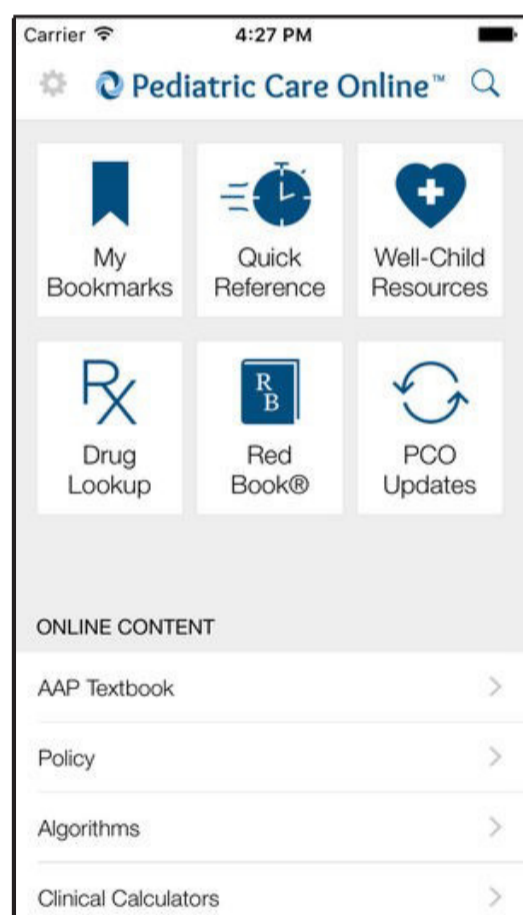 Carrier 4:27 PM
Pediatric Care Online™
My
Bookmarks
Quick
Reference
Well-Child
Resources
Rx
Drug
Lookup
R
B
Red
Book®
PCO
Updates
ONLINE CONTENT
AAP Textbook
Policy
Algorithms
Clinical Calculators